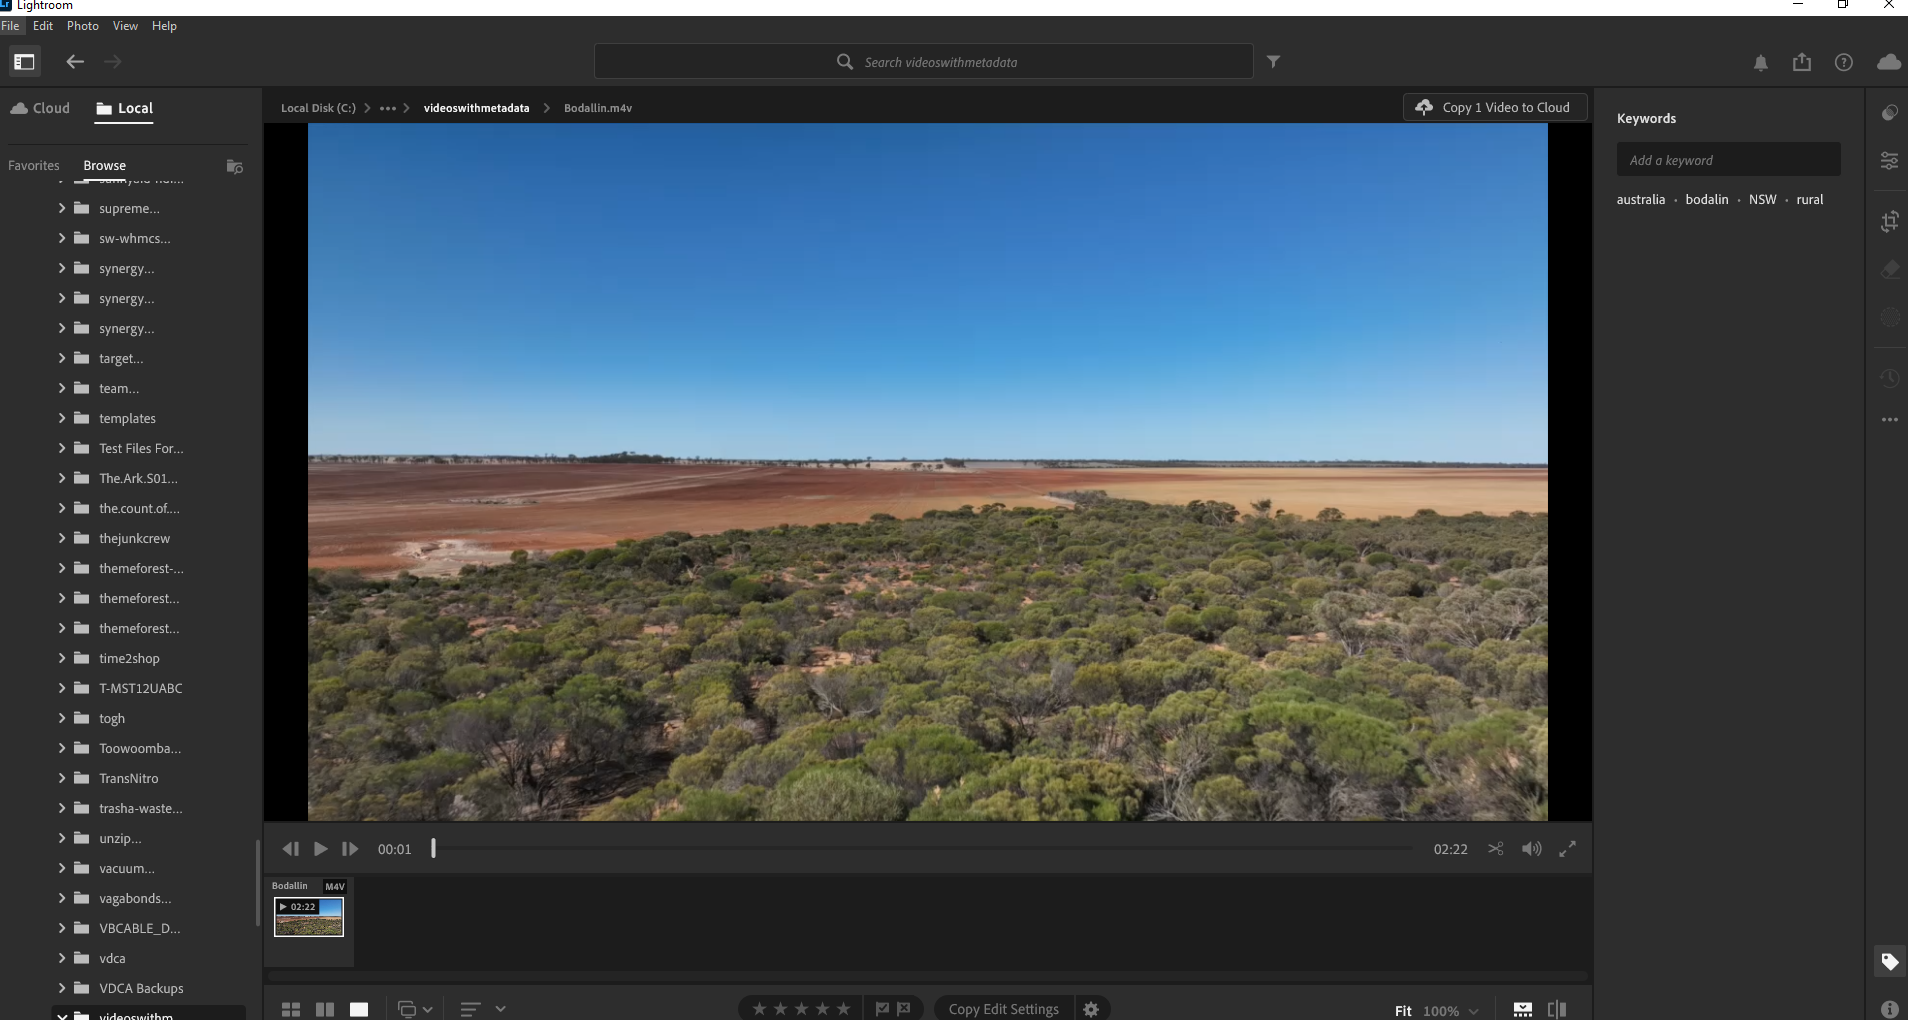 Lr Lightroom
File Edit Photo View Help
Search videoswithmetadata
Cloud Local
Local Disk (C:) > ••• > videoswithmetadata > Bodallin.m4v
Copy 1 Video to Cloud
Favorites Browse
supreme...
sw-whmcs...
synergy...
synergy...
synergy...
target...
team...
templates
Test Files For...
The.Ark.S01...
the.count.of....
thejunkcrew
themeforest-...
themeforest...
themeforest...
time2shop
T-MST12UABC
togh
Toowoomba...
TransNitro
trasha-waste...
unzip...
vacuum...
vagabonds...
VBCABLE_D...
vdca
VDCA Backups
videoswithm...
00:01
02:22
Bodallin M4V
02:22
Copy Edit Settings
Fit 100%
Keywords
Add a keyword
australia • bodalin • NSW • rural